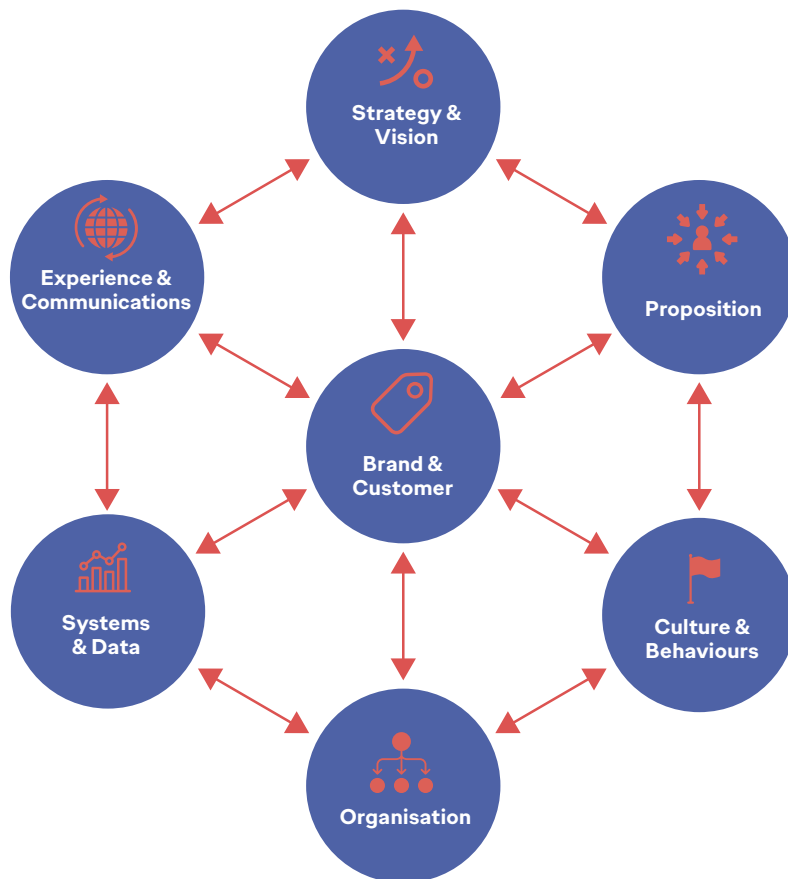 Strategy &
Vision
Experience &
Communications
Proposition
Brand &
Customer
Systems
& Data
Culture &
Behaviours
Organisation